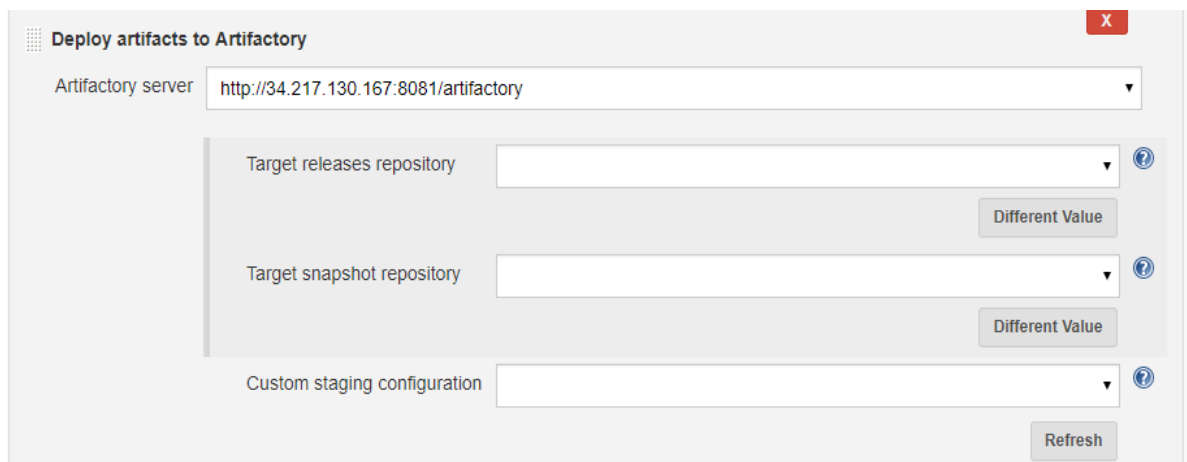 X
Deploy artifacts to Artifactory
Artifactory server http://34.217.130.167:8081/artifactory
Target releases repository
Different Value
Target snapshot repository
Different Value
Custom staging configuration
Refresh